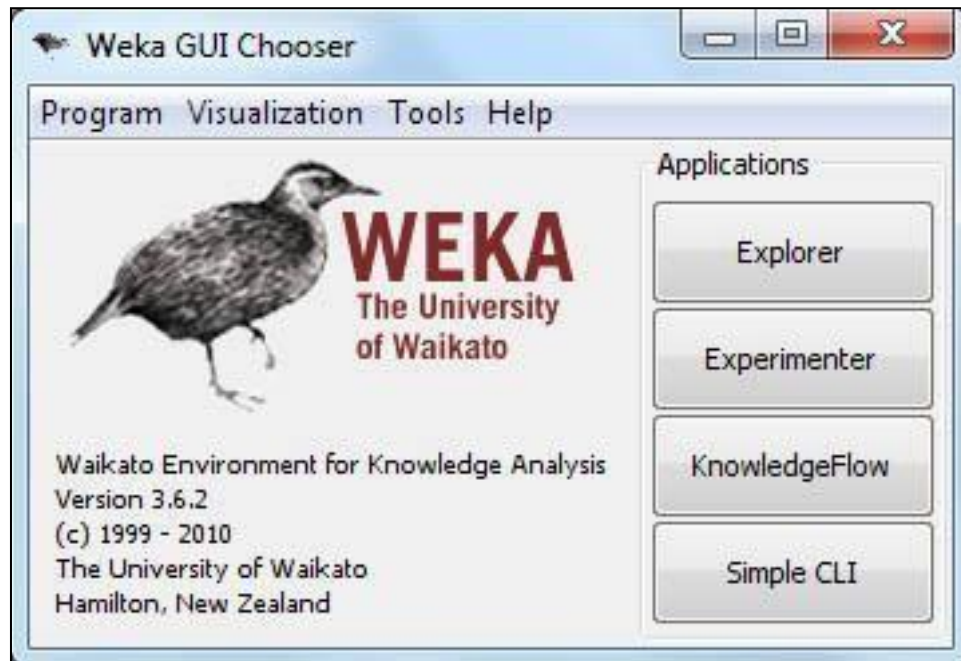 Weka GUI Chooser
Program Visualization Tools Help
WEKA
The University
of Waikato
Waikato Environment for Knowledge Analysis
Version 3.6.2
(c) 1999 - 2010
The University of Waikato
Hamilton, New Zealand
Applications
Explorer
Experimenter
KnowledgeFlow
Simple CLI